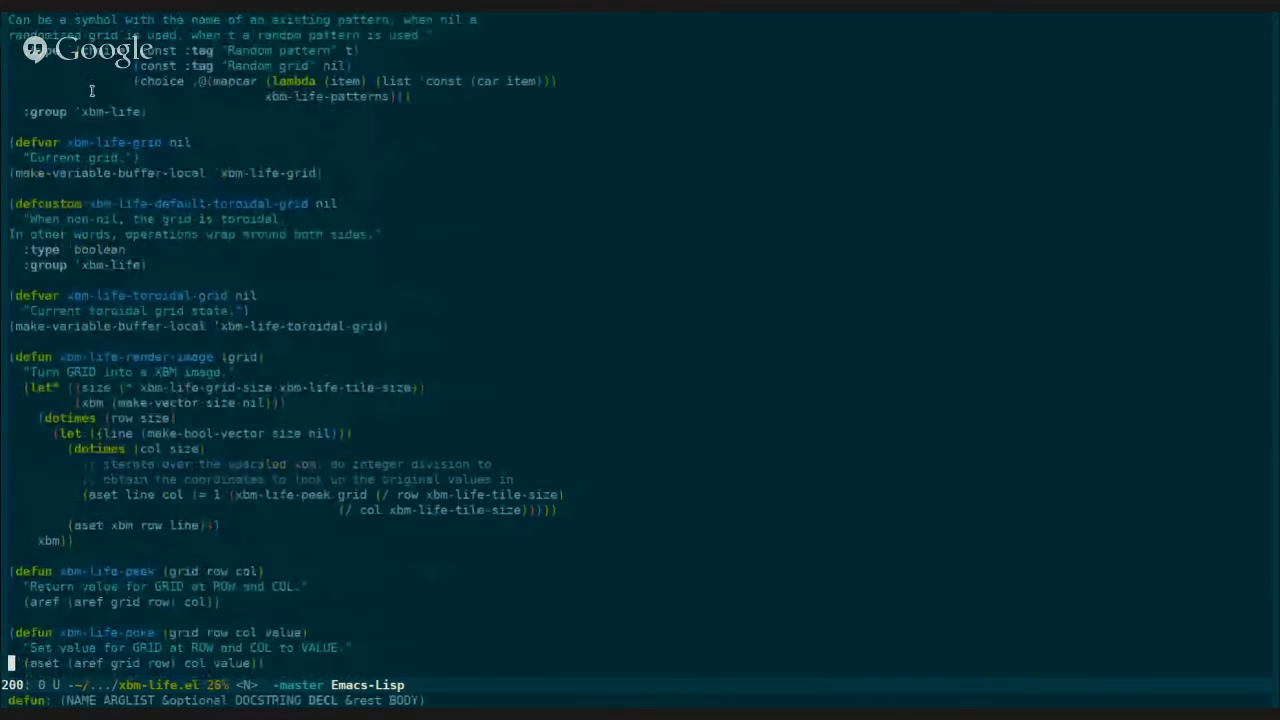 Can be a symbol with the name of an existing pattern, when nil a
randomized grid is used, when t a random pattern is used."
Google
const :tag "Random pattern" t)
(const :tag "Random grid" nil)
(choice ,@(mapcar (lambda (item) (list 'const (car item)))
xbm-life-patterns)))
:group 'xbm-life)
(defvar xbm-life-grid nil
"Current grid.")
(make-variable-buffer-local 'xbm-life-grid)
(defcustom xbm-life-default-toroidal-grid nil
"When non-nil, the grid is toroidal.
In other words, operations wrap around both sides."
:type 'boolean
:group 'xbm-life)
(defvar xbm-life-toroidal-grid nil
"Current toroidal grid state.")
(make-variable-buffer-local 'xbm-life-toroidal-grid)
(defun xbm-life-render-image (grid)
"Turn GRID into a XBM image."
(let* ((size (* xbm-life-grid-size xbm-life-tile-size))
(xbm (make-vector size nil)))
(dotimes (row size)
(let ((line (make-bool-vector size nil)))
(dotimes (col size)
;; iterate over the upscaled xbm, do integer division to
;; obtain the coordinates to look up the original values in
(aset line col (= 1 (xbm-life-peek grid (/ row xbm-life-tile-size)
(/ col xbm-life-tile-size)))))
(aset xbm row line)))
xbm))
(defun xbm-life-peek (grid row col)
"Return value for GRID at ROW and COL."
(aref (aref grid row) col))
(defun xbm-life-poke (grid row col value)
"Set value for GRID at ROW and COL to VALUE."
(aset (aref grid row) col value))
200: 0 U -~/.../xbm-life.el 26% <N> -master Emacs-Lisp
defun: (NAME ARGLIST &optional DOCSTRING DECL &rest BODY)